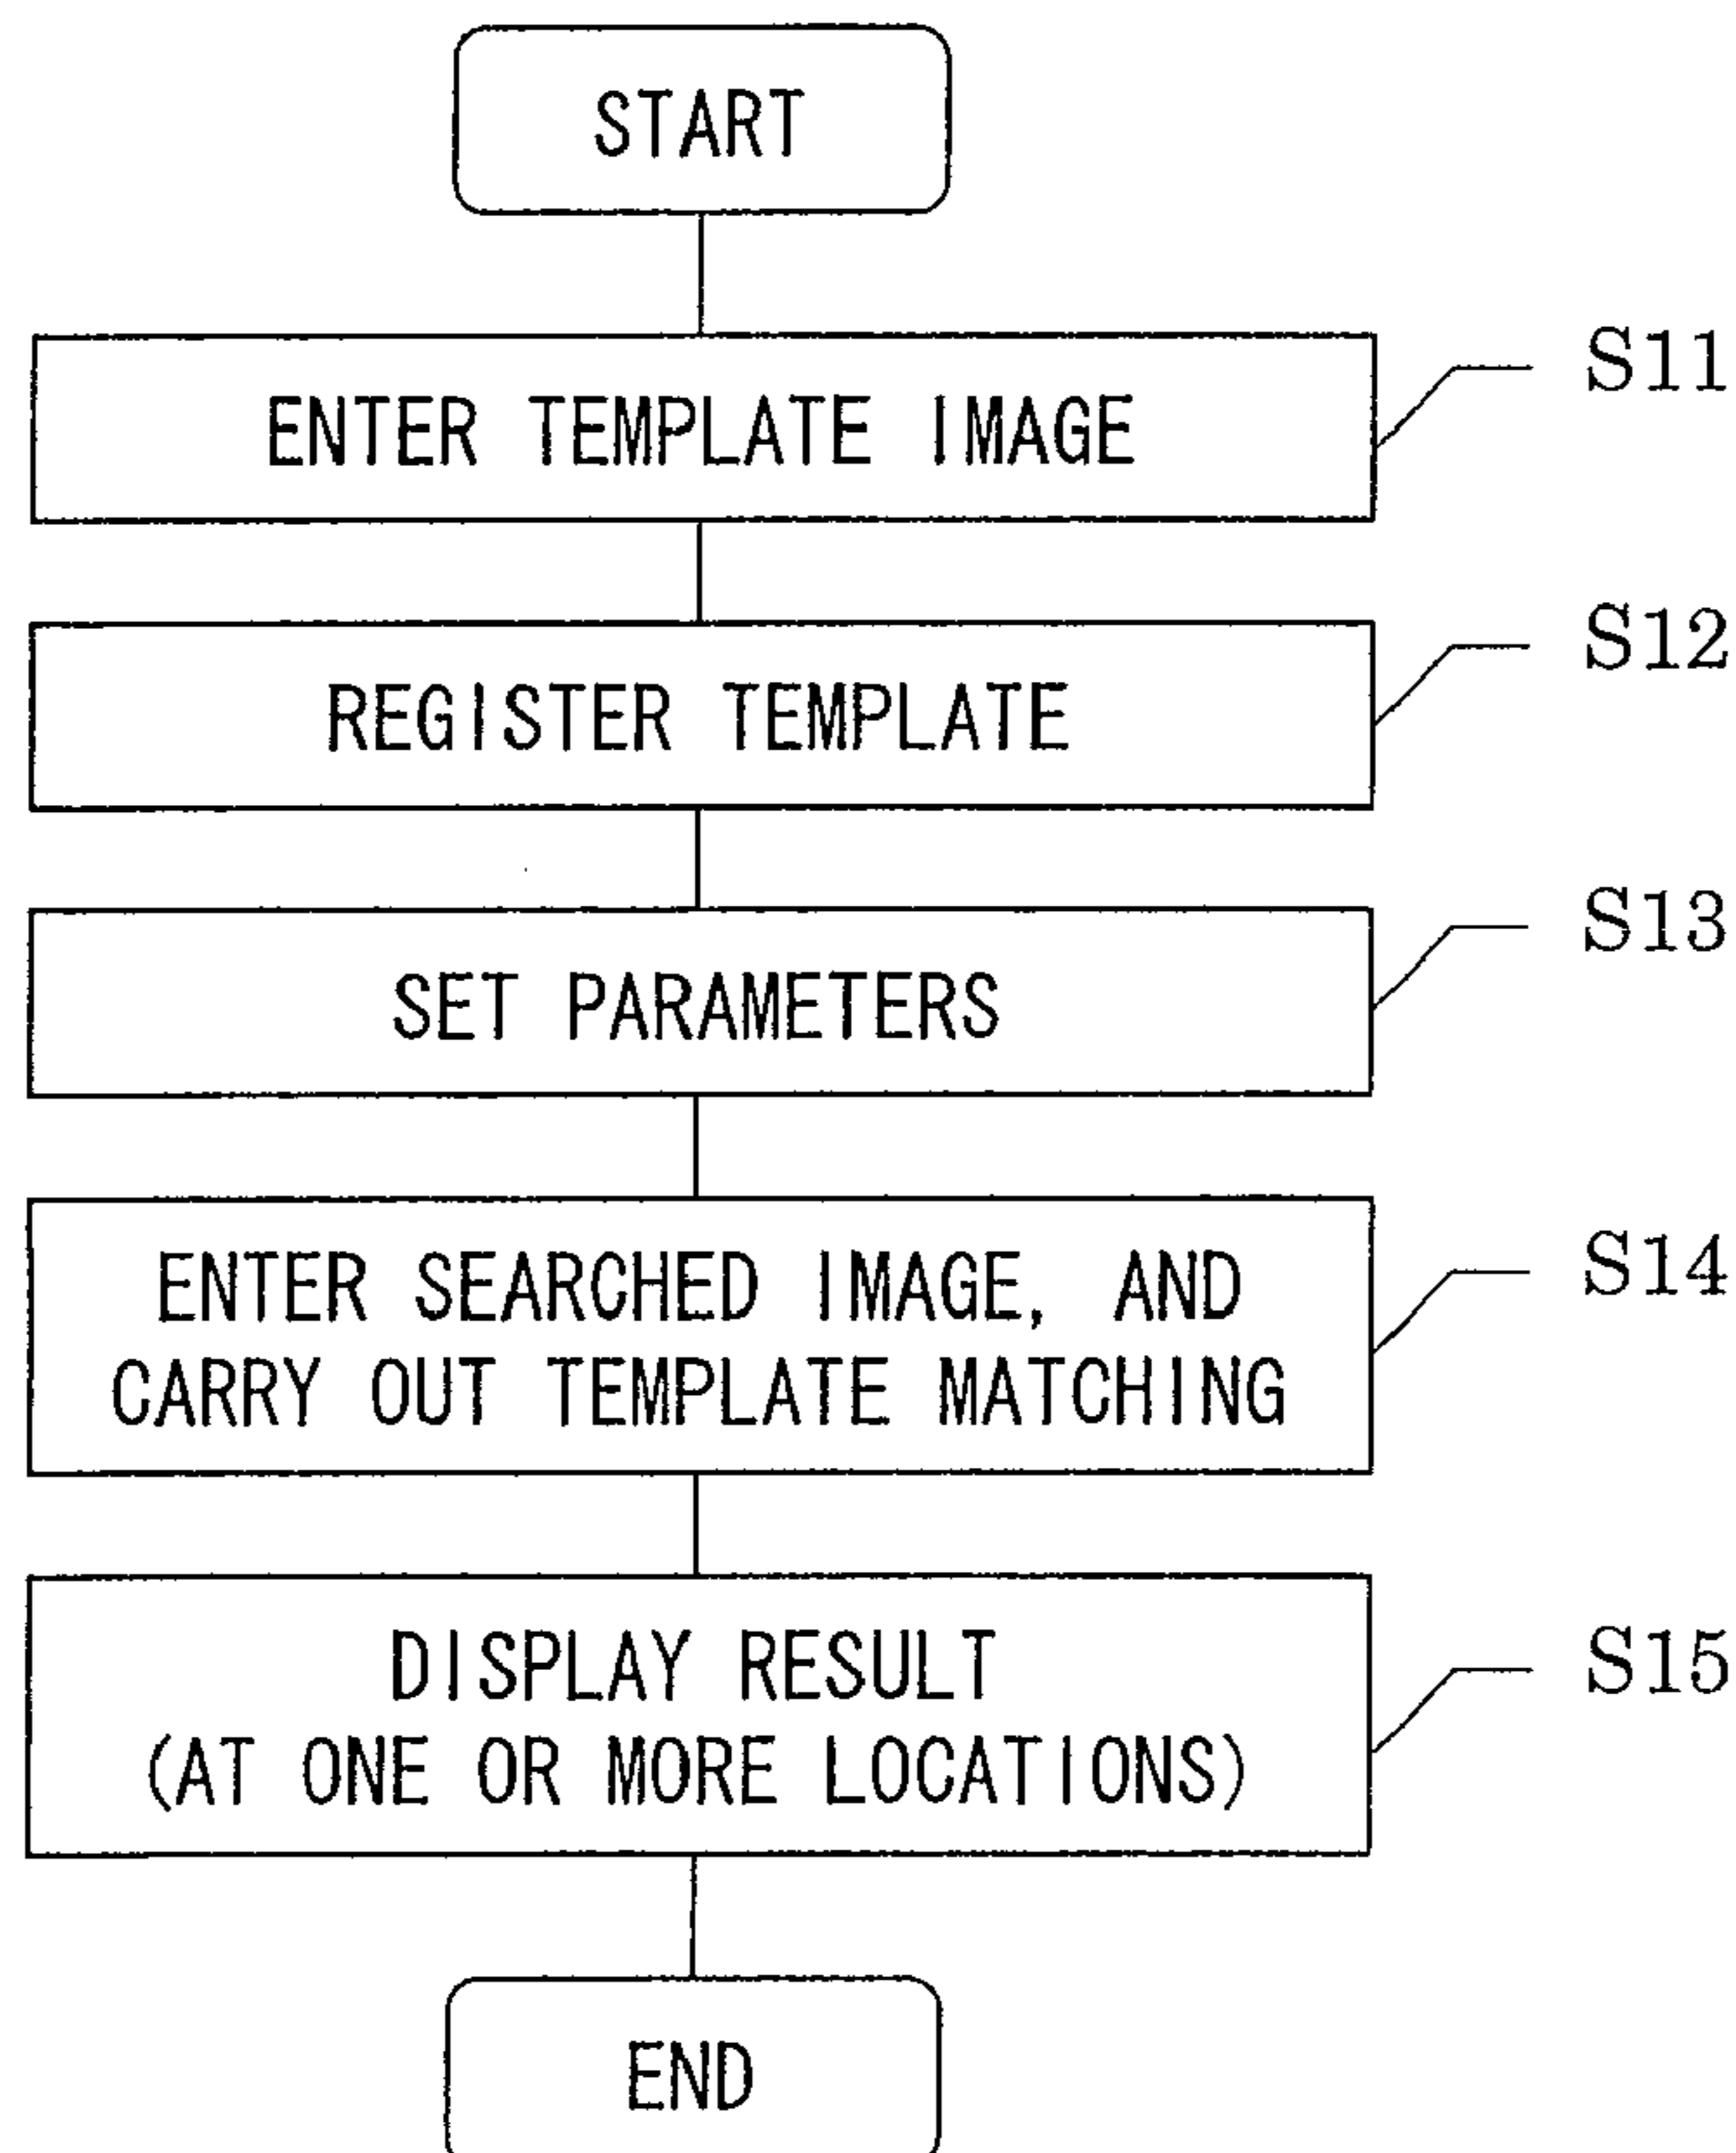 START
ENTER TEMPLATE IMAGE
S11
REGISTER TEMPLATE
S12
SET PARAMETERS
S13
ENTER SEARCHED IMAGE, AND
CARRY OUT TEMPLATE MATCHING
S14
DISPLAY RESULT
(AT ONE OR MORE LOCATIONS)
S15
END